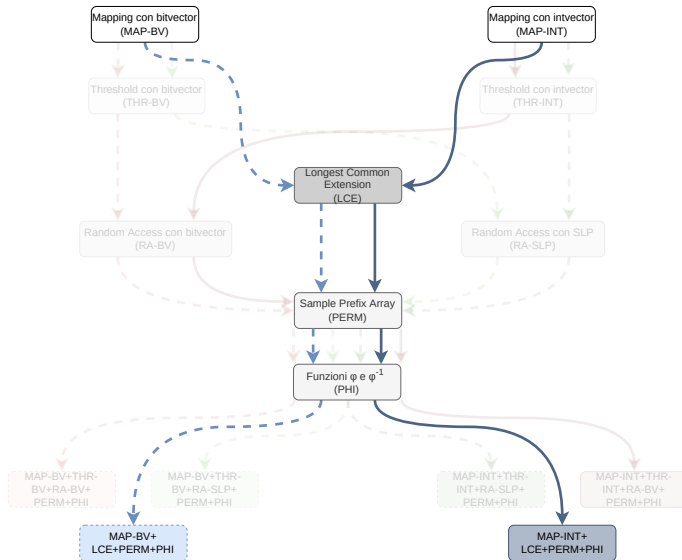 Mapping con bitvector
(MAP-BV)
Mapping con intvector
(MAP-INT)
Threshold con bitvector
(THR-BV)
Threshold con intvector
(THR-INT)
Longest Common
Extension
(LCE)
Random Access con bitvector
(RA-BV)
Random Access con SLP
(RA-SLP)
Sample Prefix Array
(PERM)
Funzioni φ e φ⁻¹
(PHI)
MAP-BV+THR-
BV+RA-BV+
PERM+PHI
MAP-BV+THR-
BV+RA-SLP+
PERM+PHI
MAP-INT+THR-
INT+RA-SLP+
PERM+PHI
MAP-INT+THR-
INT+RA-BV+
PERM+PHI
MAP-BV+
LCE+PERM+PHI
MAP-INT+
LCE+PERM+PHI